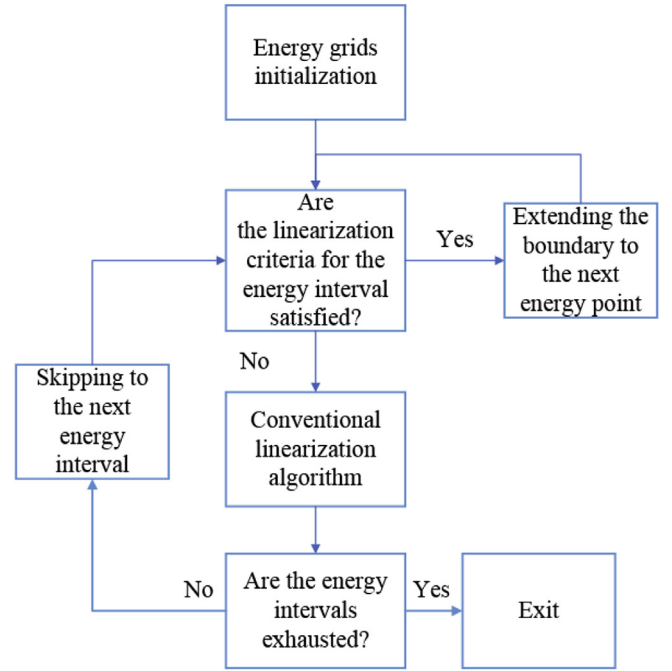 Energy grids
initialization
Are
the linearization
criteria for the
energy interval
satisfied?
Yes
Extending the
boundary to
the next
energy point
No
Skipping to
the next
energy
interval
Conventional
linearization
algorithm
No
Are the energy
intervals
exhausted?
Yes
Exit